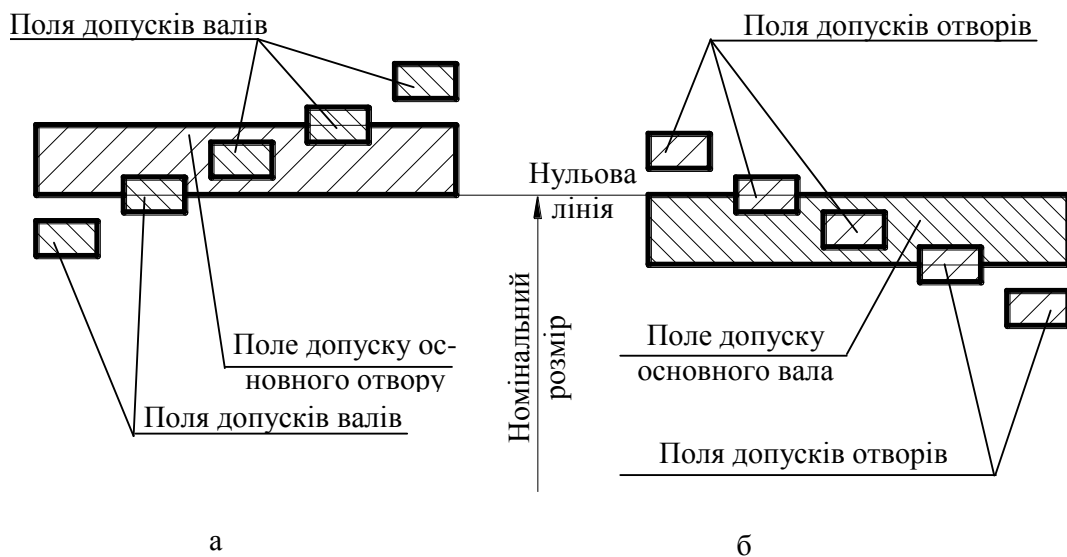 Поля допусків валів
Поля допусків отворів
Нульова
лінія
Номінальний
розмір
Поле допуску ос-
новного отвору
Поля допусків валів
Поле допуску
основного вала
Поля допусків отворів
а
б